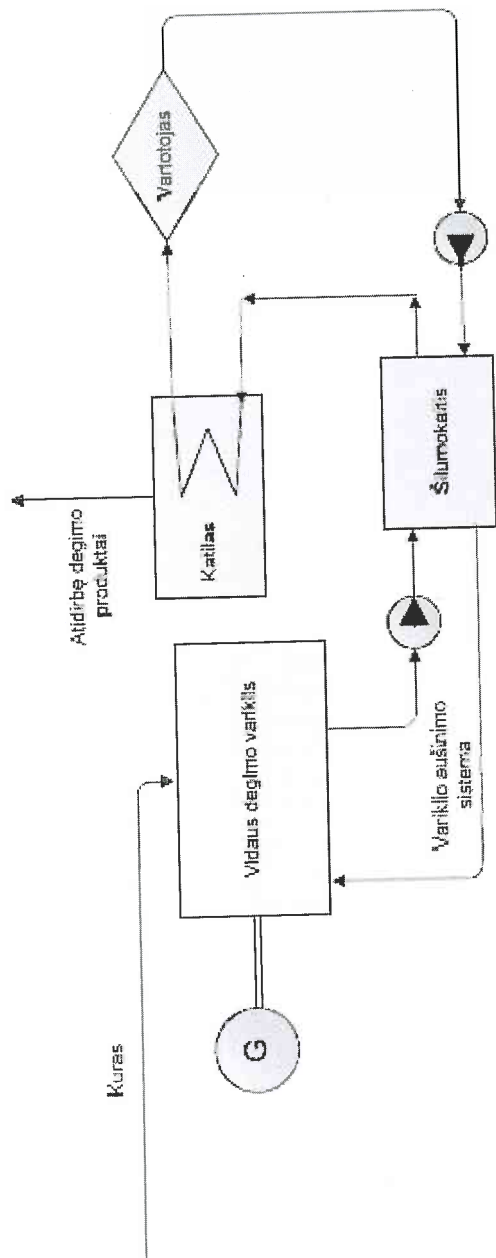 Kuras
G
Vidaus degimo variklis
Variklio aušinimo
sistema
Atidirbę degimo
produktai
Katilas
Šilumokaitis
Vartotojas